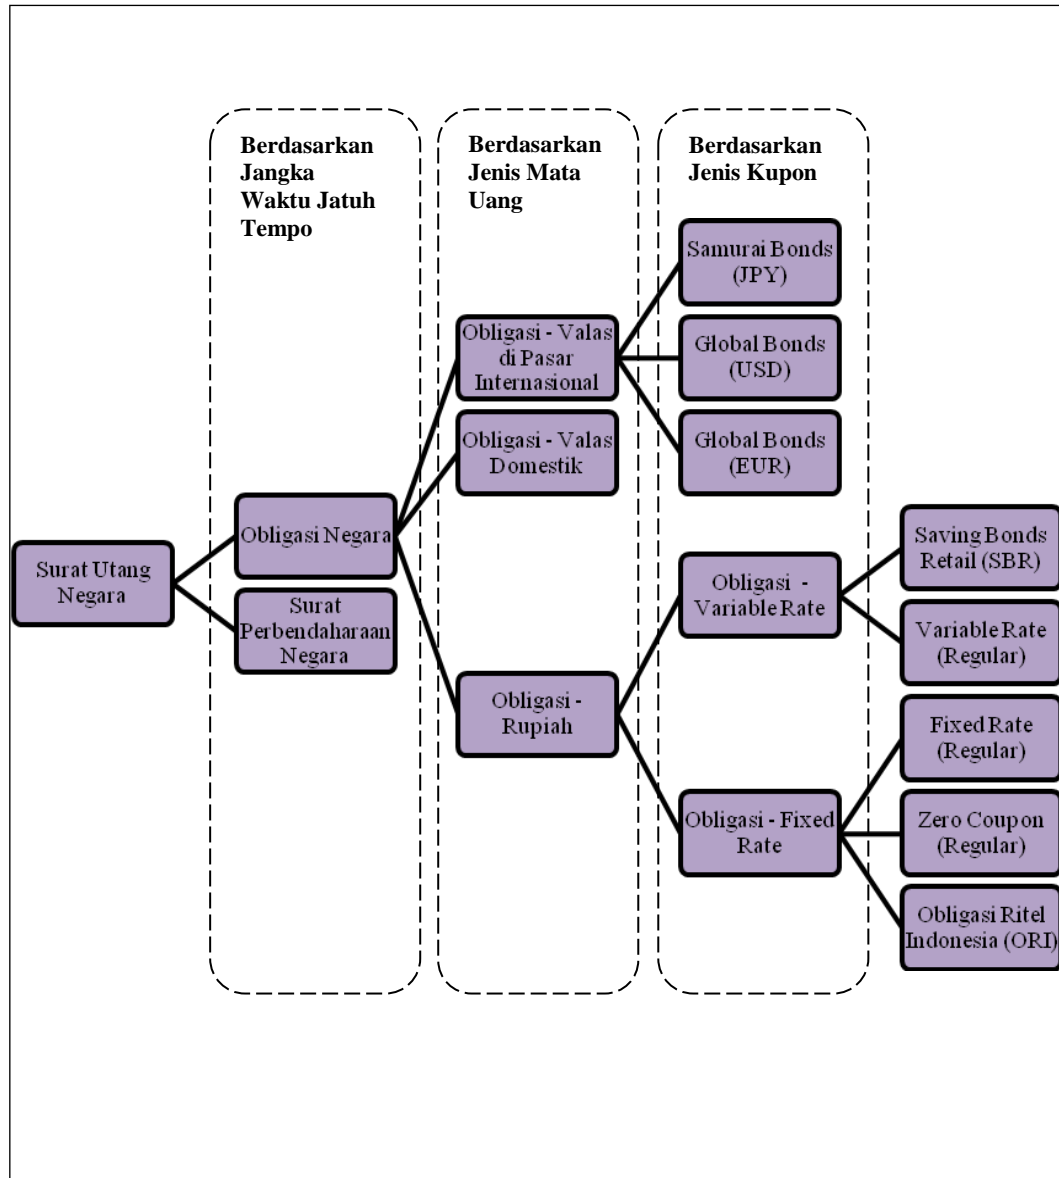 Berdasarkan
Jangka
Waktu Jatuh
Tempo
Berdasarkan
Jenis Mata
Uang
Berdasarkan
Jenis Kupon
Samurai Bonds
(JPY)
Obligasi - Valas
di Pasar
Internasional
Global Bonds
(USD)
Obligasi - Valas
Domestik
Global Bonds
(EUR)
Surat Utang
Negara
Obligasi Negara
Surat
Perbendaharaan
Negara
Obligasi -
Rupiah
Obligasi -
Variable Rate
Obligasi - Fixed
Rate
Saving Bonds
Retail (SBR)
Variable Rate
(Regular)
Fixed Rate
(Regular)
Zero Coupon
(Regular)
Obligasi Ritel
Indonesia (ORI)